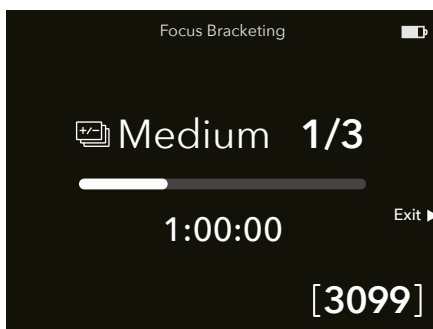 Focus Bracketing
+/- Medium 1/3
1:00:00
Exit ▶
[3099]